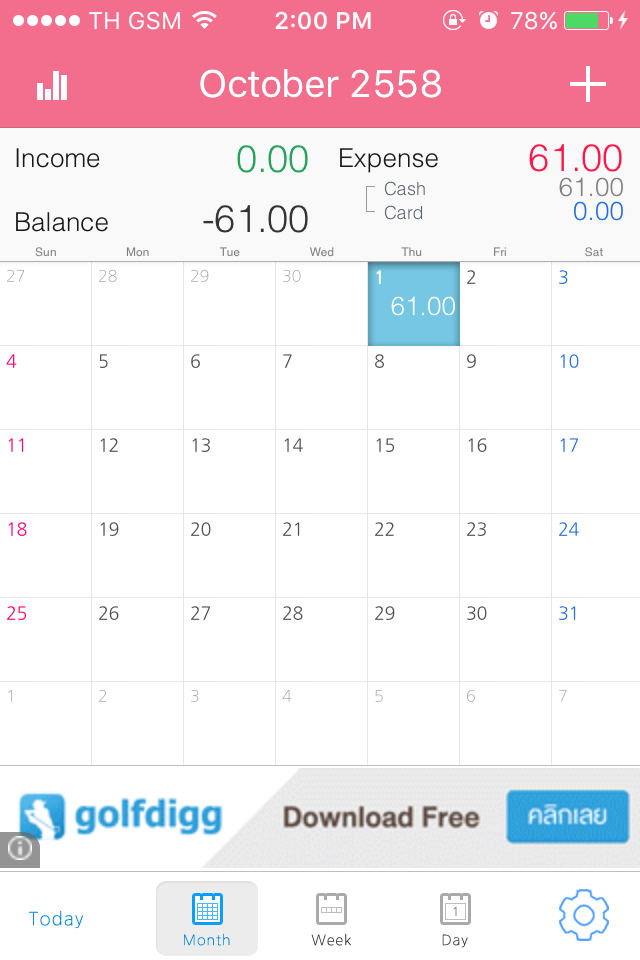 TH GSM 2:00 PM 78%
October 2558
Income 0.00 Expense 61.00
Cash 61.00
Card 0.00
Balance -61.00
Sun Mon Tue Wed Thu Fri Sat
27 28 29 30 1 2 3
61.00
4 5 6 7 8 9 10
11 12 13 14 15 16 17
18 19 20 21 22 23 24
25 26 27 28 29 30 31
1 2 3 4 5 6 7
golfdigg Download Free คลิกเลย
1
Today Month Week Day